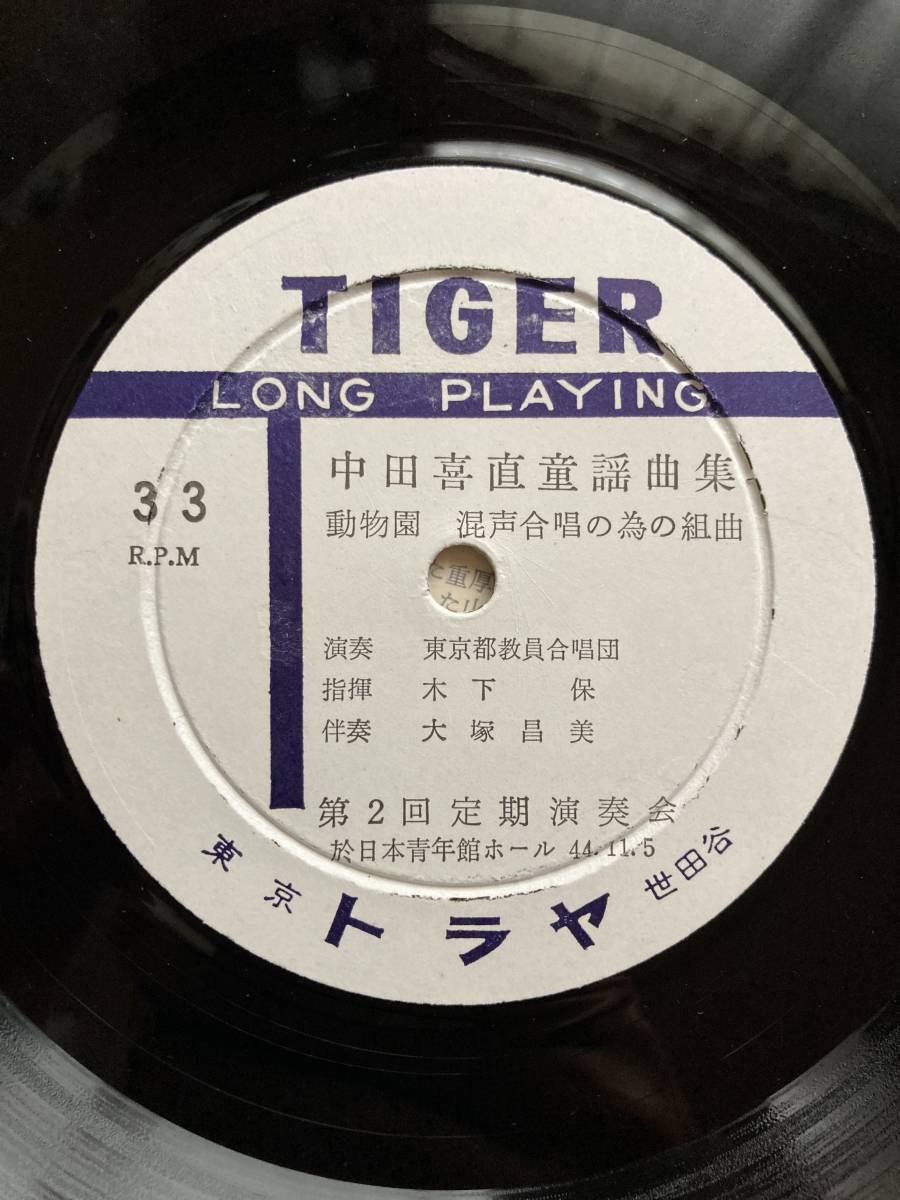 TIGER
LONG PLAYING
33
R.P.M
中田喜直童謡曲集
動物園 混声合唱の為の組曲
た重厚
演奏 東京都教員合唱団
指揮 木下 保
伴奏 大塚昌美
第2回定期演奏会
於日本青年館ホール 44.11.5
東京 トラヤ 世田谷